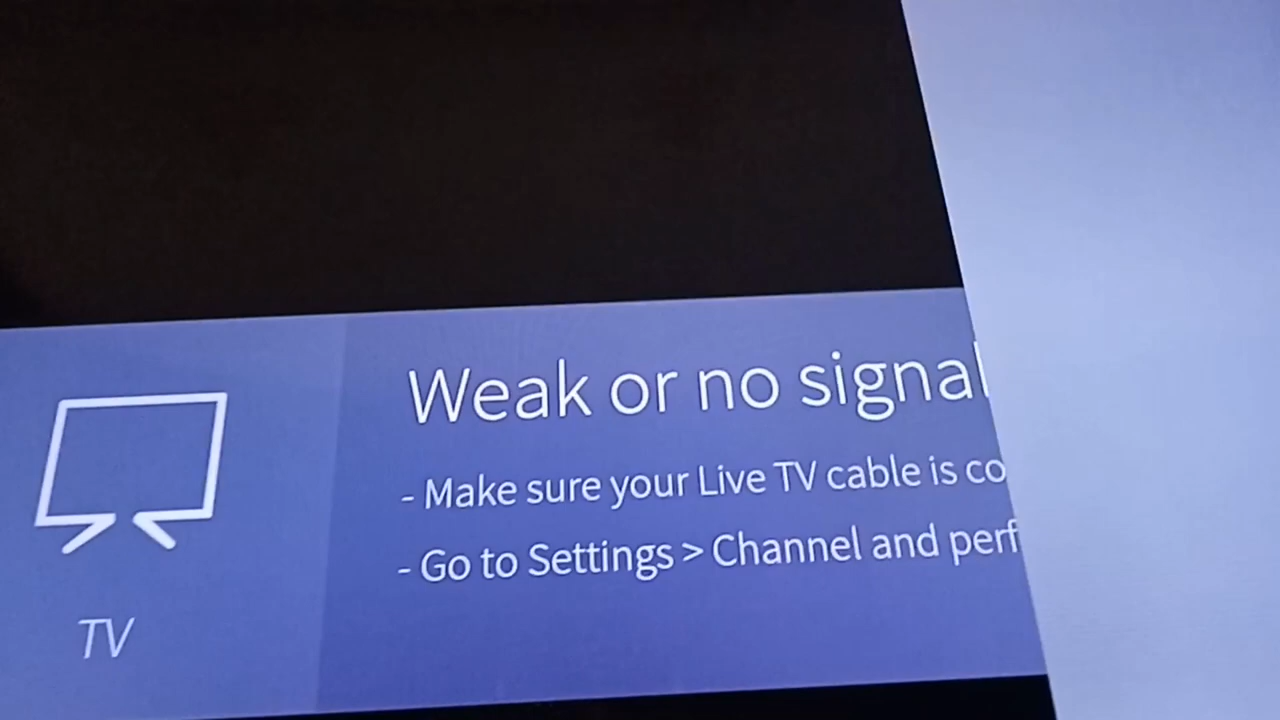 Weak or no signal
- Make sure your Live TV cable is co
- Go to Settings > Channel and perf
TV